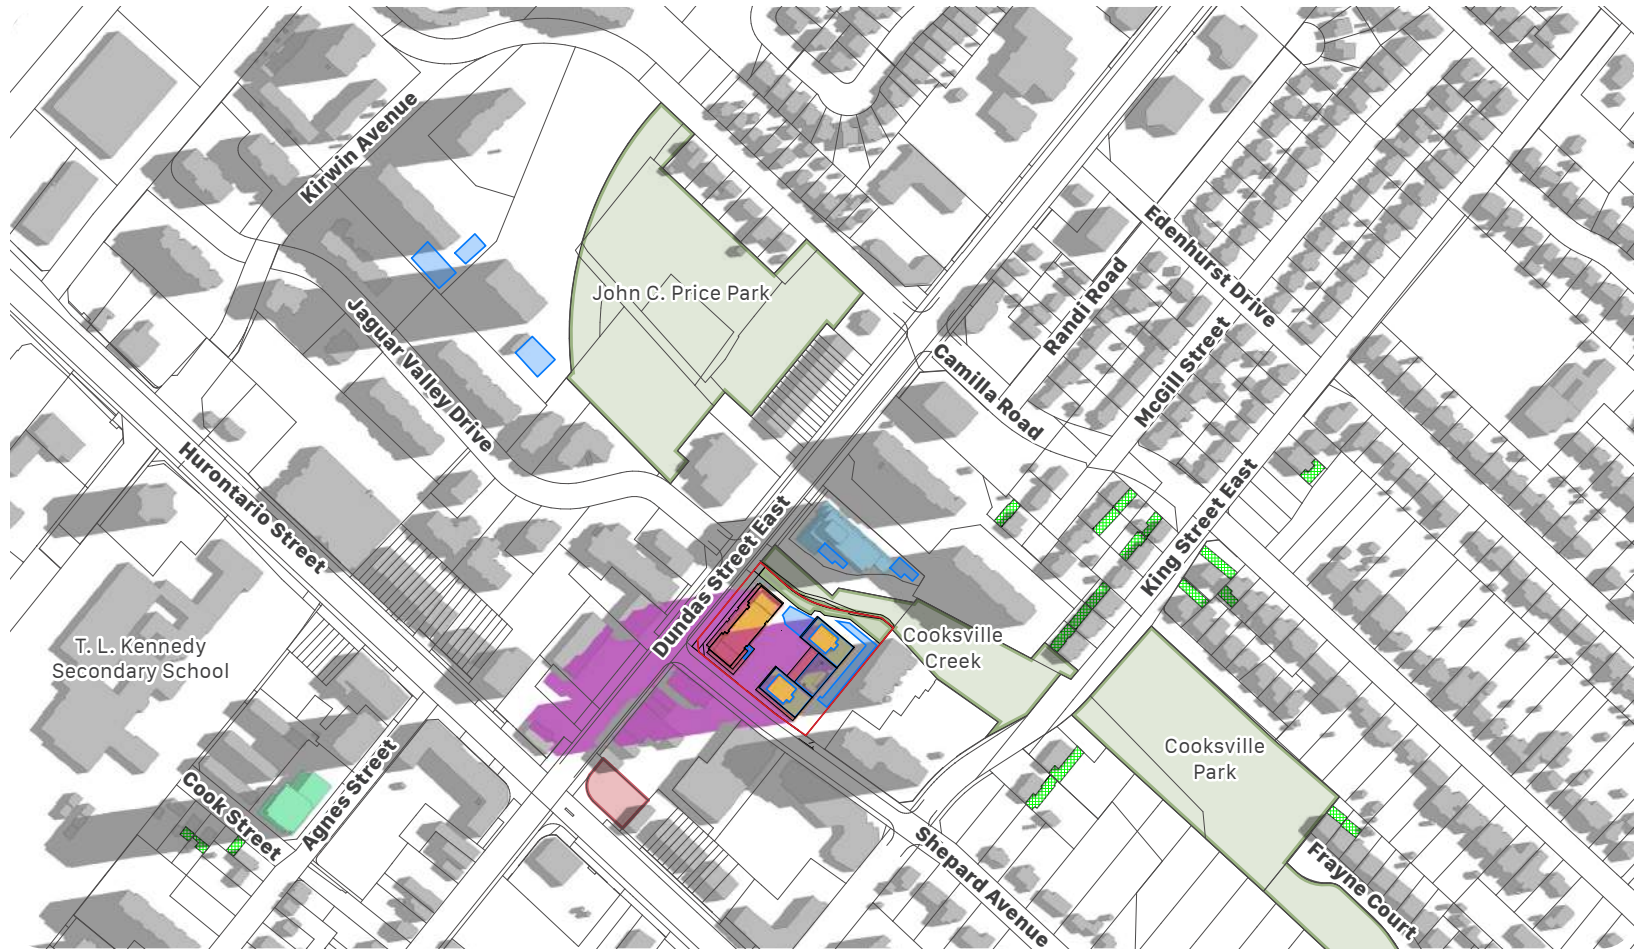 Kirwin Avenue
Edenhurst Drive
John C. Price Park
Randi Road
Jaguar Valley Drive
McGill Street
Camilla Road
Hurontario Street
King Street East
Dundas Street East
T. L. Kennedy
Secondary School
Cooksville
Creek
Cooksville
Park
Cook Street
Agnes Street
Shepard Avenue
Frayne Court